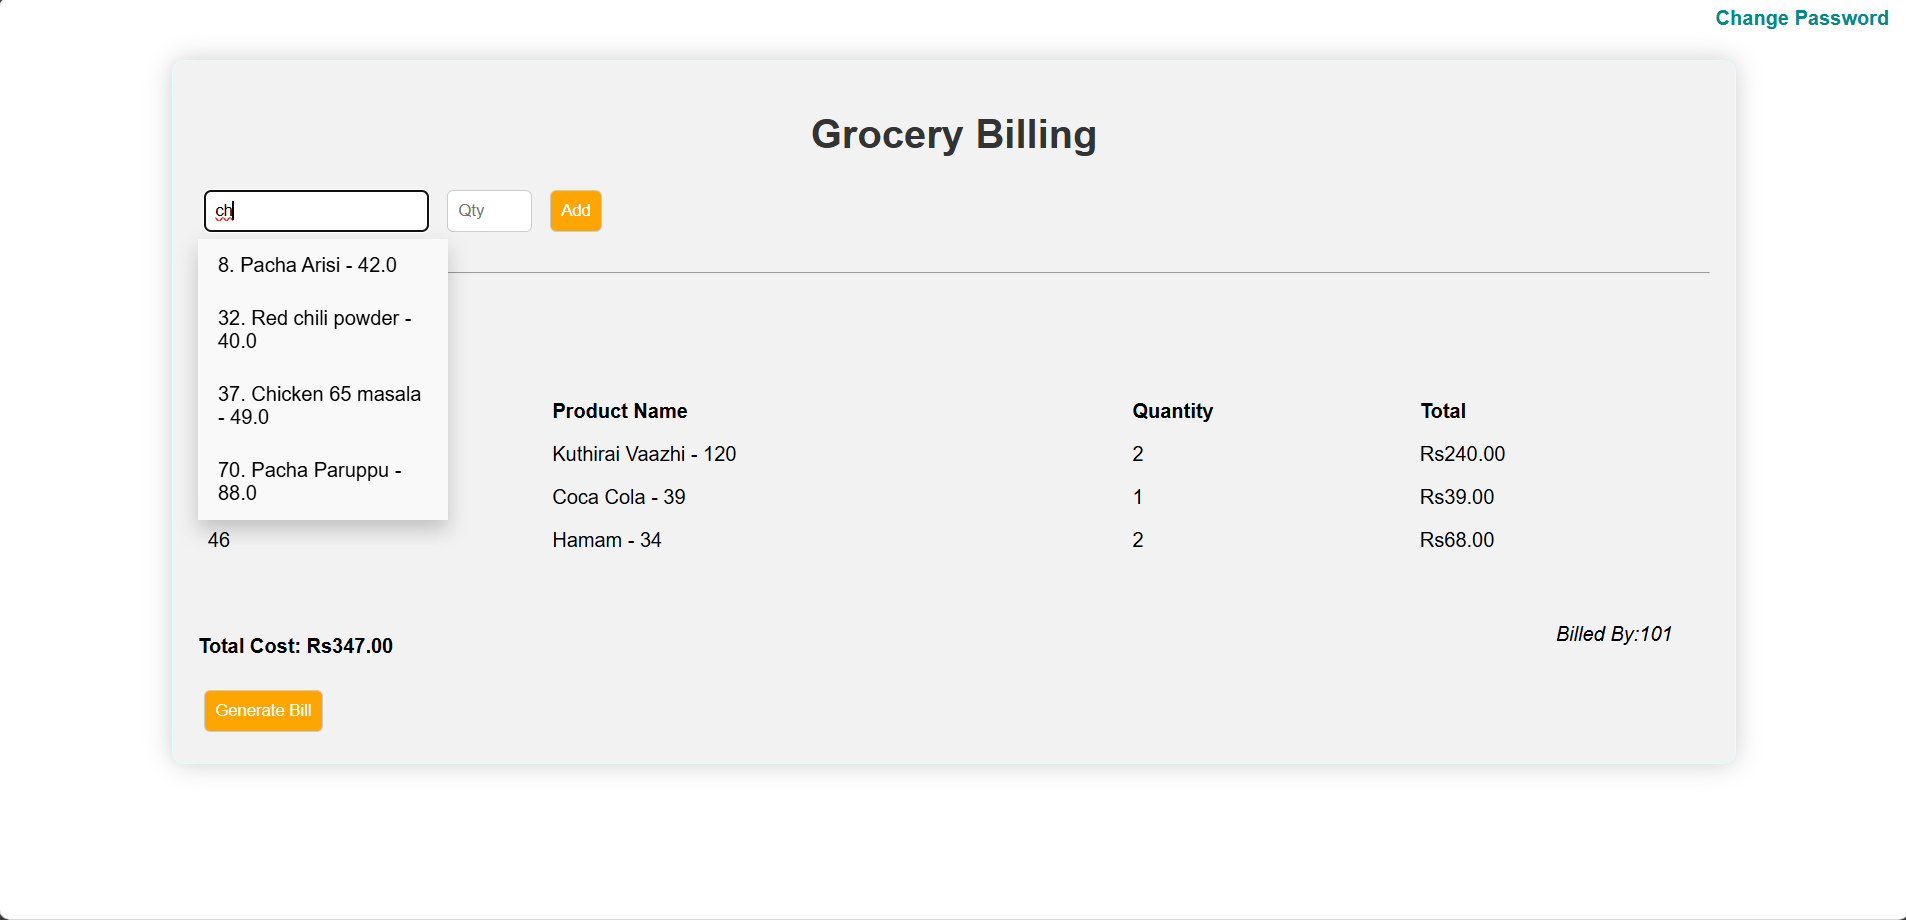 Change Password
Grocery Billing
ch
Qty
Add
8. Pacha Arisi - 42.0
32. Red chili powder -
40.0
37. Chicken 65 masala
- 49.0
70. Pacha Paruppu -
88.0
Product Name Quantity Total
Kuthirai Vaazhi - 120 2 Rs240.00
Coca Cola - 39 1 Rs39.00
46 Hamam - 34 2 Rs68.00
Billed By:101
Total Cost: Rs347.00
Generate Bill